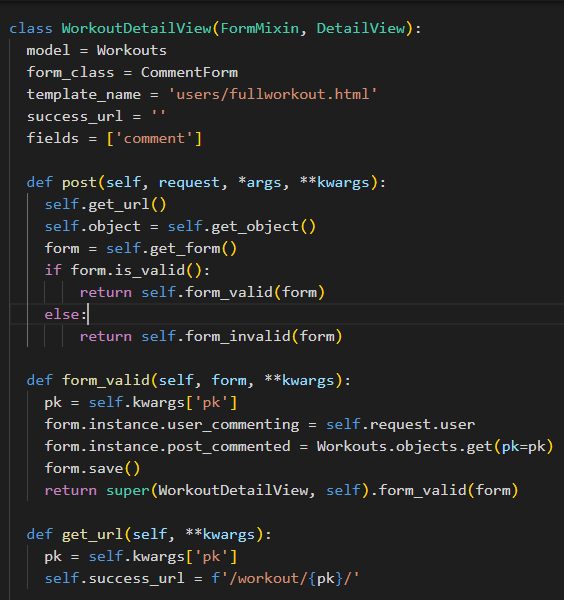 class WorkoutDetailView(FormMixin, DetailView):
  model = Workouts
  form_class = CommentForm
  template_name = 'users/fullworkout.html'
  success_url = ''
  fields = ['comment']

  def post(self, request, *args, **kwargs):
    self.get_url()
    self.object = self.get_object()
    form = self.get_form()
    if form.is_valid():
        return self.form_valid(form)
    else:
        return self.form_invalid(form)

  def form_valid(self, form, **kwargs):
    pk = self.kwargs['pk']
    form.instance.user_commenting = self.request.user
    form.instance.post_commented = Workouts.objects.get(pk=pk)
    form.save()
    return super(WorkoutDetailView, self).form_valid(form)

  def get_url(self, **kwargs):
    pk = self.kwargs['pk']
    self.success_url = f'/workout/{pk}/'